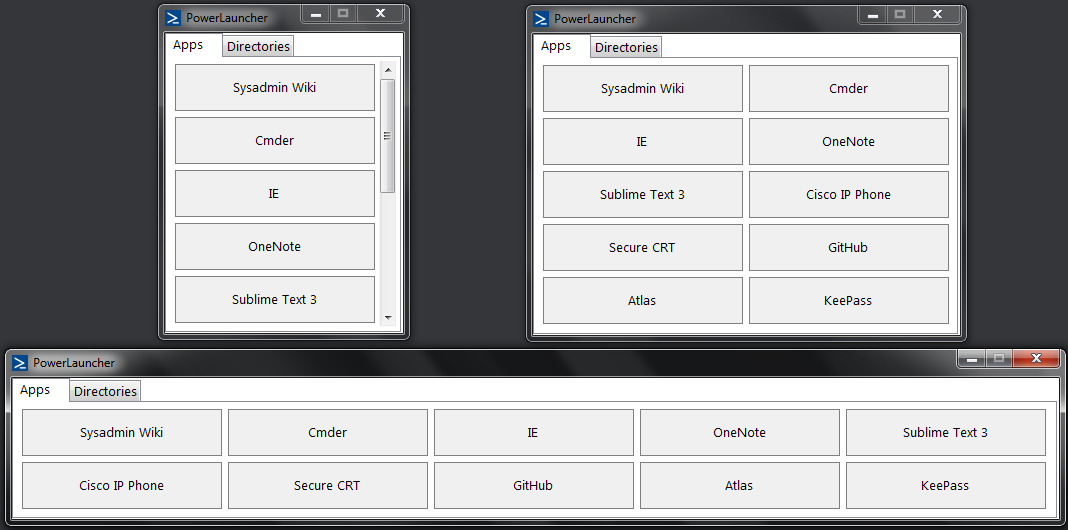 PowerLauncher
Apps Directories
Sysadmin Wiki
Cmder
IE
OneNote
Sublime Text 3
PowerLauncher
Apps Directories
Sysadmin Wiki Cmder
IE OneNote
Sublime Text 3 Cisco IP Phone
Secure CRT GitHub
Atlas KeePass
PowerLauncher
Apps Directories
Sysadmin Wiki Cmder IE OneNote Sublime Text 3
Cisco IP Phone Secure CRT GitHub Atlas KeePass